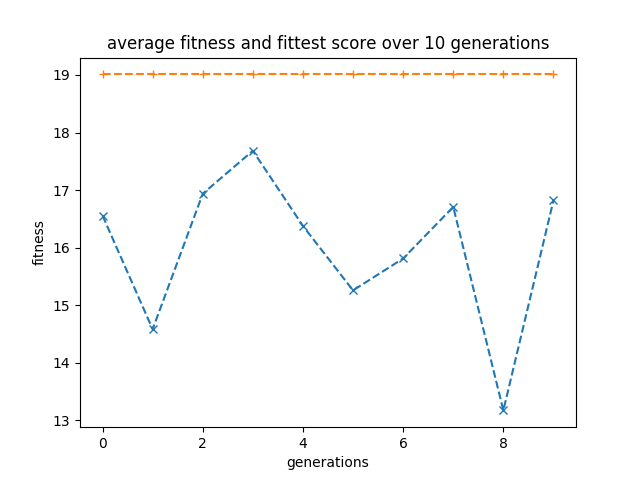 average fitness and fittest score over 10 generations
19
18
17
16
15
14
13
fitness
0 2 4 6 8
generations